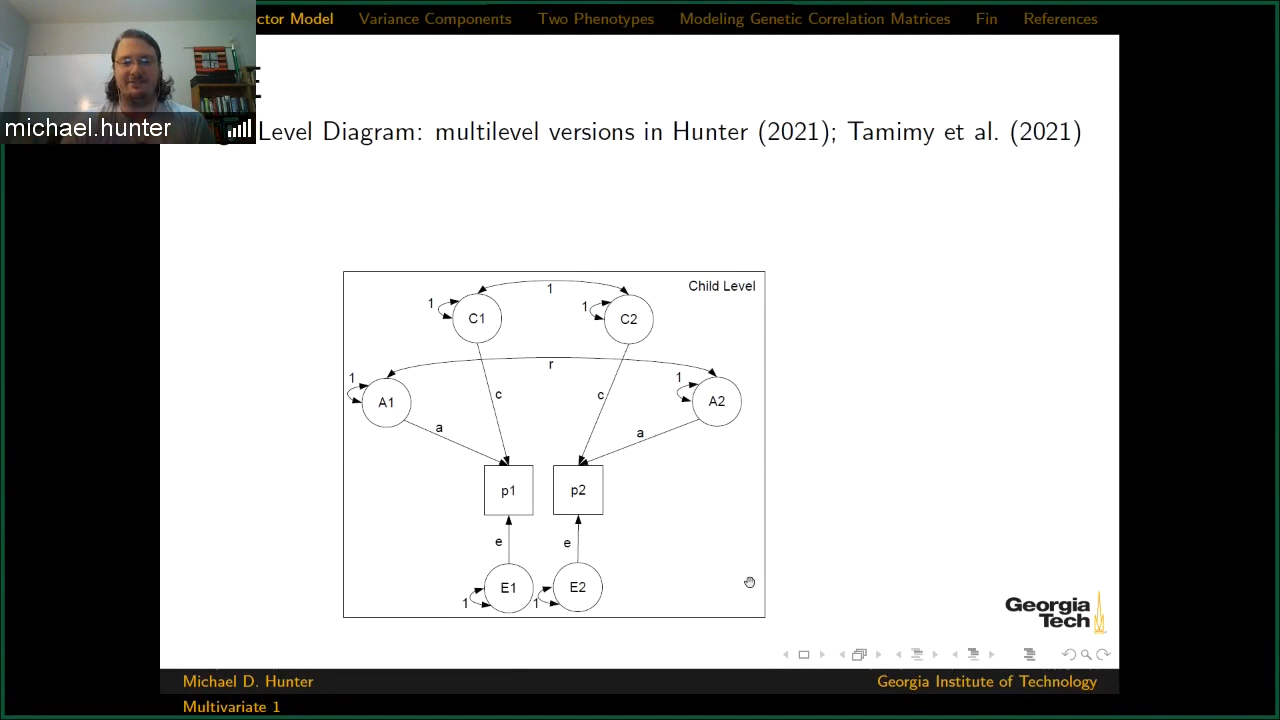 ctor Model Variance Components Two Phenotypes Modeling Genetic Correlation Matrices Fin References
michael.hunter
Level Diagram: multilevel versions in Hunter (2021); Tamimy et al. (2021)
Child Level
1
1 C1 1 C2
r
1 A1 c c 1 A2
a a
p1 p2
e e
E1 E2
1 1
Georgia
Tech
Michael D. Hunter Georgia Institute of Technology
Multivariate 1